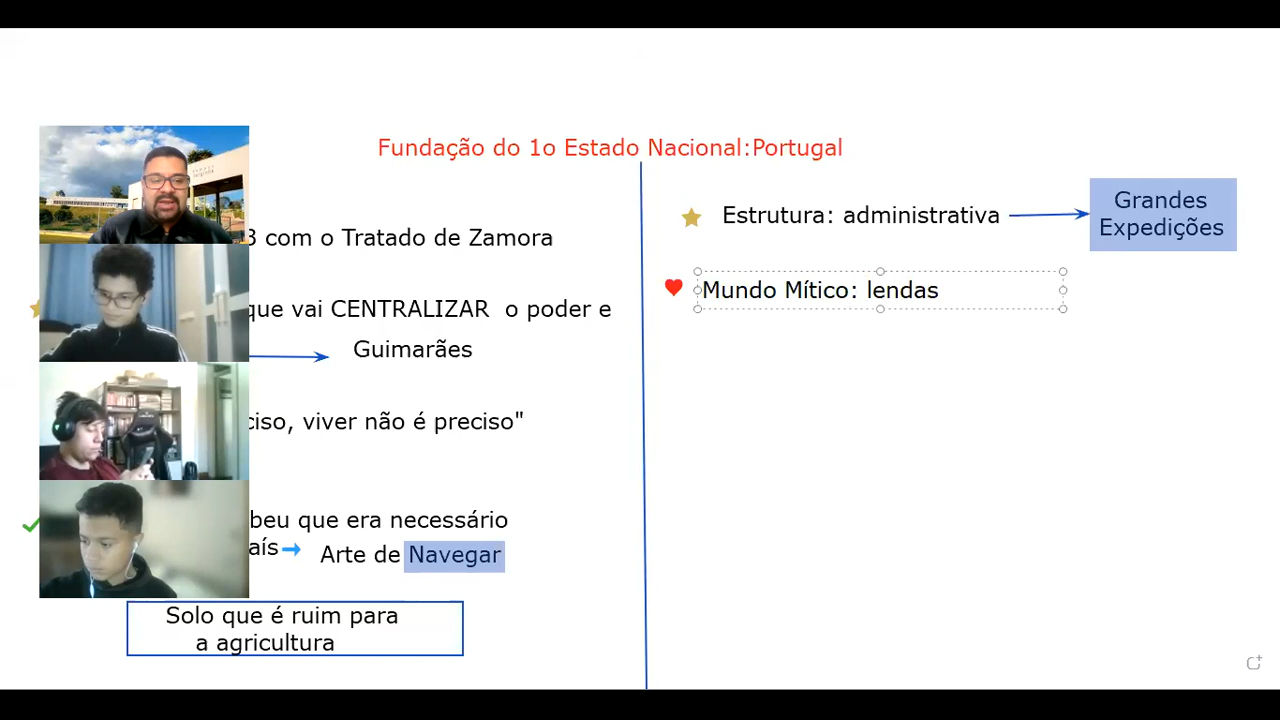 Fundação do 1o Estado Nacional:Portugal
3 com o Tratado de Zamora
que vai CENTRALIZAR o poder e
Guimarães
ciso, viver não é preciso"
beu que era necessário
aís
Arte de Navegar
Solo que é ruim para
a agricultura
Estrutura: administrativa
Grandes
Expedições
Mundo Mítico: lendas